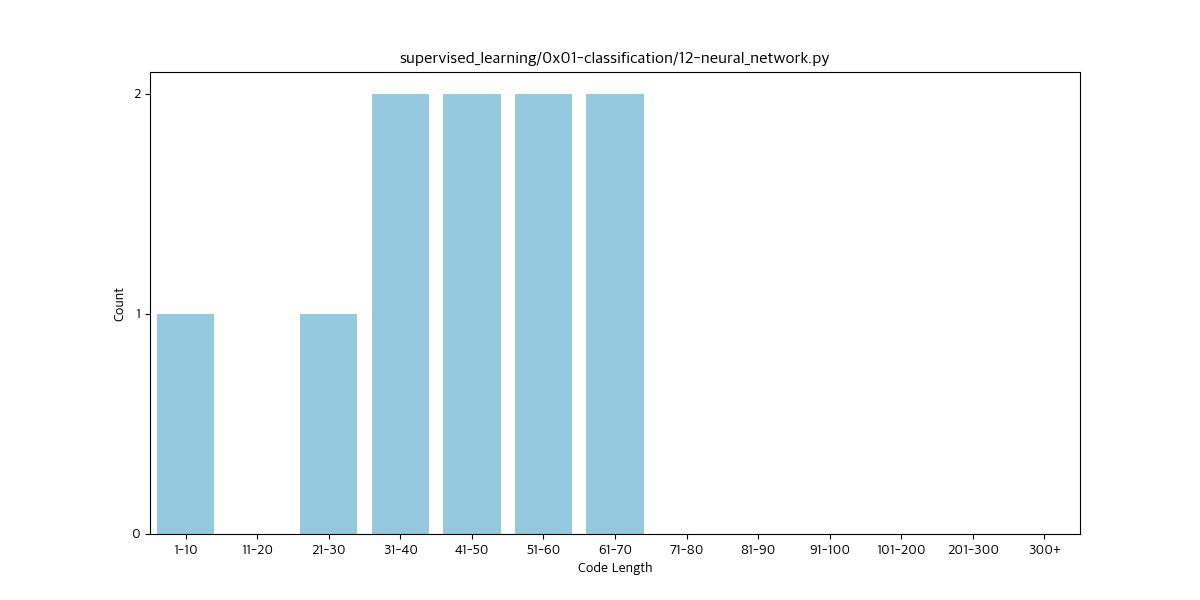 supervised_learning/0x01-classification/12-neural_network.py
2
1
0
Count
1-10 11-20 21-30 31-40 41-50 51-60 61-70 71-80 81-90 91-100 101-200 201-300 300+
Code Length